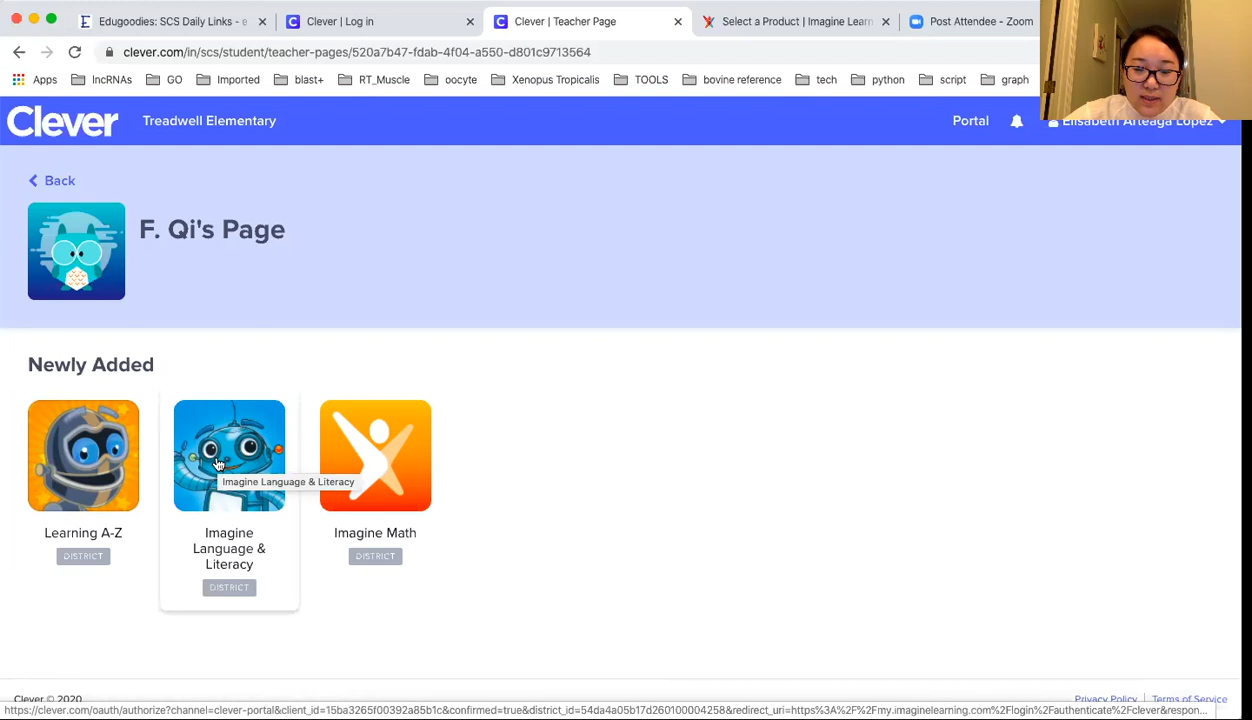 Edugoodies: SCS Daily Links - e
Clever | Log in
Clever | Teacher Page
Select a Product | Imagine Learn
Post Attendee - Zoom
clever.com/in/scs/student/teacher-pages/520a7b47-fdab-4f04-a550-d801c9713564
Apps lncRNAs GO Imported blast+ RT_Muscle oocyte Xenopus Tropicalis TOOLS bovine reference tech python script graph
Clever
Treadwell Elementary
Portal
Elisabeth Arteaga Lopez
Back
F. Qi's Page
Newly Added
Imagine Language & Literacy
Learning A-Z
DISTRICT
Imagine
Language &
Literacy
DISTRICT
Imagine Math
DISTRICT
Clever © 2020
Privacy Policy | Terms of Service
https://clever.com/oauth/authorize?channel=clever-portal&client_id=15ba3265f00392a85b1c&confirmed=true&district_id=54da4a05b17d260100004258&redirect_uri=https%3A%2F%2Fmy.imaginelearning.com%2Flogin%2Fauthenticate%2Fclever&respon...